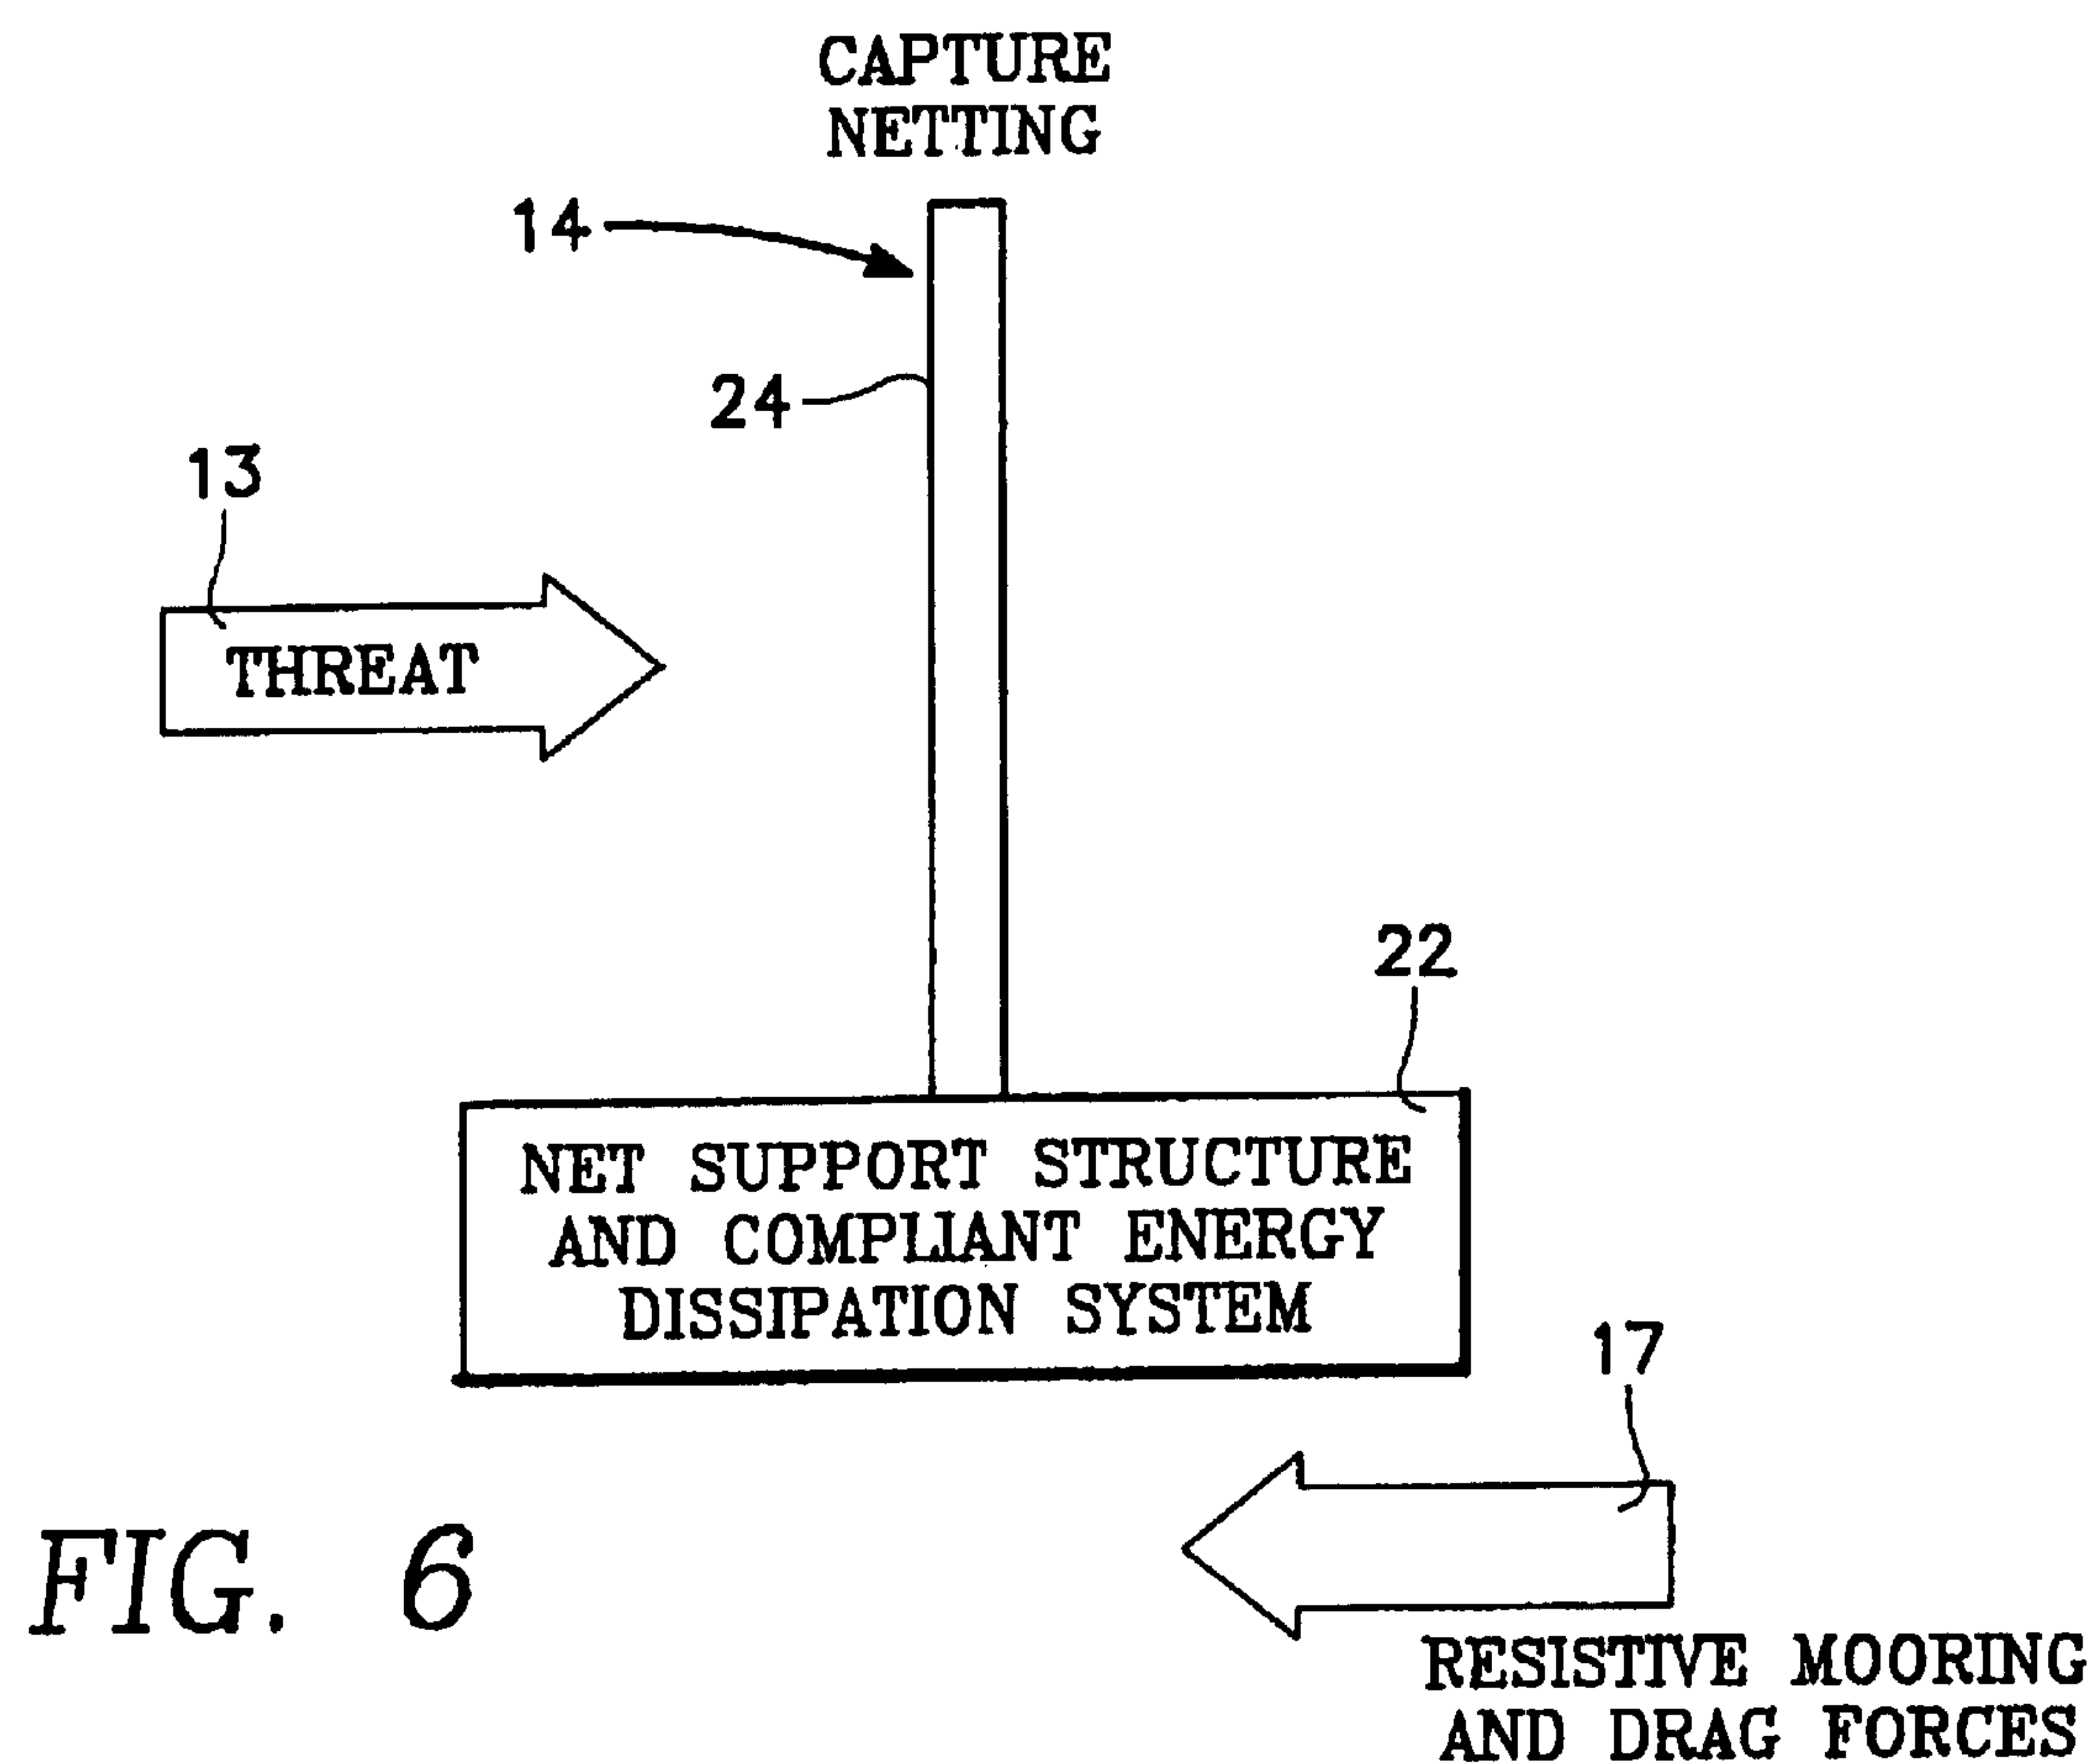 CAPTURE
NETTING
14
24
13
THREAT
22
NET SUPPORT STRUCTURE
AND COMPLIANT ENERGY
DISSIPATION SYSTEM
17
FIG. 6
RESISTIVE MOORING
AND DRAG FORCES